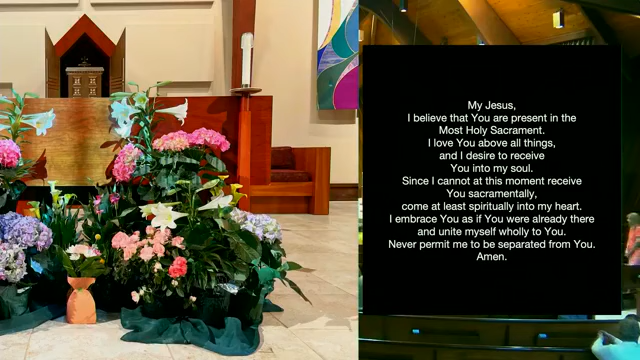 My Jesus,
I believe that You are present in the
Most Holy Sacrament.
I love You above all things,
and I desire to receive
You into my soul.
Since I cannot at this moment receive
You sacramentally,
come at least spiritually into my heart.
I embrace You as if You were already there
and unite myself wholly to You.
Never permit me to be separated from You.
Amen.